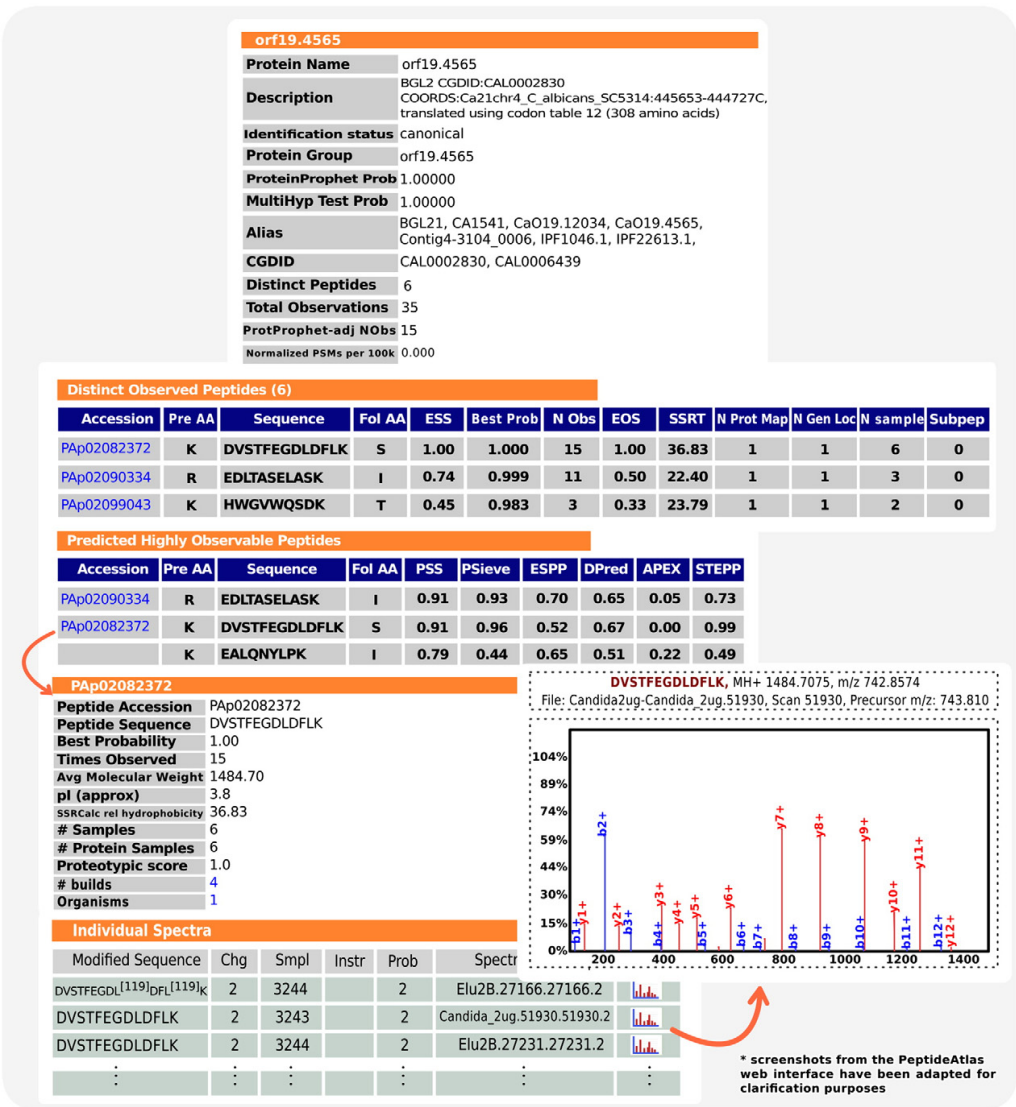 orf19.4565
Protein Name orf19.4565
Description BGL2 CGDID:CAL0002830
COORDS:Ca21chr4_C_albicans_SC5314:445653-444727C,
translated using codon table 12 (308 amino acids)
Identification status canonical
Protein Group orf19.4565
ProteinProphet Prob 1.00000
MultiHyp Test Prob 1.00000
Alias BGL21, CA1541, CaO19.12034, CaO19.4565,
Contig4-3104_0006, IPF1046.1, IPF22613.1,
CGDID CAL0002830, CAL0006439
Distinct Peptides 6
Total Observations 35
ProtProphet-adj NObs 15
Normalized PSMs per 100k 0.000
Distinct Observed Peptides (6)
Accession Pre AA Sequence Fol AA ESS Best Prob N Obs EOS SSRT N Prot Map N Gen Loc N sample Subpep
PAp02082372 K DVSTFEGDLDFLK S 1.00 1.000 15 1.00 36.83 1 1 6 0
PAp02090334 R EDLTASELASK I 0.74 0.999 11 0.50 22.40 1 1 3 0
PAp02099043 K HWGVWQSDK T 0.45 0.983 3 0.33 23.79 1 1 2 0
Predicted Highly Observable Peptides
Accession Pre AA Sequence Fol AA PSS PSieve ESPP DPred APEX STEPP
PAp02090334 R EDLTASELASK I 0.91 0.93 0.70 0.65 0.05 0.73
PAp02082372 K DVSTFEGDLDFLK S 0.91 0.96 0.52 0.67 0.00 0.99
K EALQNYLPK I 0.79 0.44 0.65 0.51 0.22 0.49
PAp02082372
Peptide Accession PAp02082372
Peptide Sequence DVSTFEGDLDFLK
Best Probability 1.00
Times Observed 15
Avg Molecular Weight 1484.70
pI (approx) 3.8
SSRCalc rel hydrophobicity 36.83
# Samples 6
# Protein Samples 6
Proteotypic score 1.0
# builds 4
Organisms 1
DVSTFEGDLDFLK, MH+ 1484.7075, m/z 742.8574
File: Candida2ug-Candida_2ug.51930, Scan 51930, Precursor m/z: 743.810
104%
89%
74%
59%
44%
30%
15%
0%
b1+ y1+ b2+ y2+ b3+ b4+ y3+ y4+ y5+ b5+ y6+ b6+ b7+ y7+ b8+ y8+ b9+ b10+ y9+ y10+ b11+ y11+ b12+ y12+
200 400 600 800 1000 1200 1400
Individual Spectra
Modified Sequence Chg Smpl Instr Prob Spectr
DVSTFEGDL[119]DFL[119]K 2 3244 2 Elu2B.27166.27166.2
DVSTFEGDLDFLK 2 3243 2 Candida_2ug.51930.51930.2
DVSTFEGDLDFLK 2 3244 2 Elu2B.27231.27231.2
* screenshots from the PeptideAtlas
web interface have been adapted for
clarification purposes